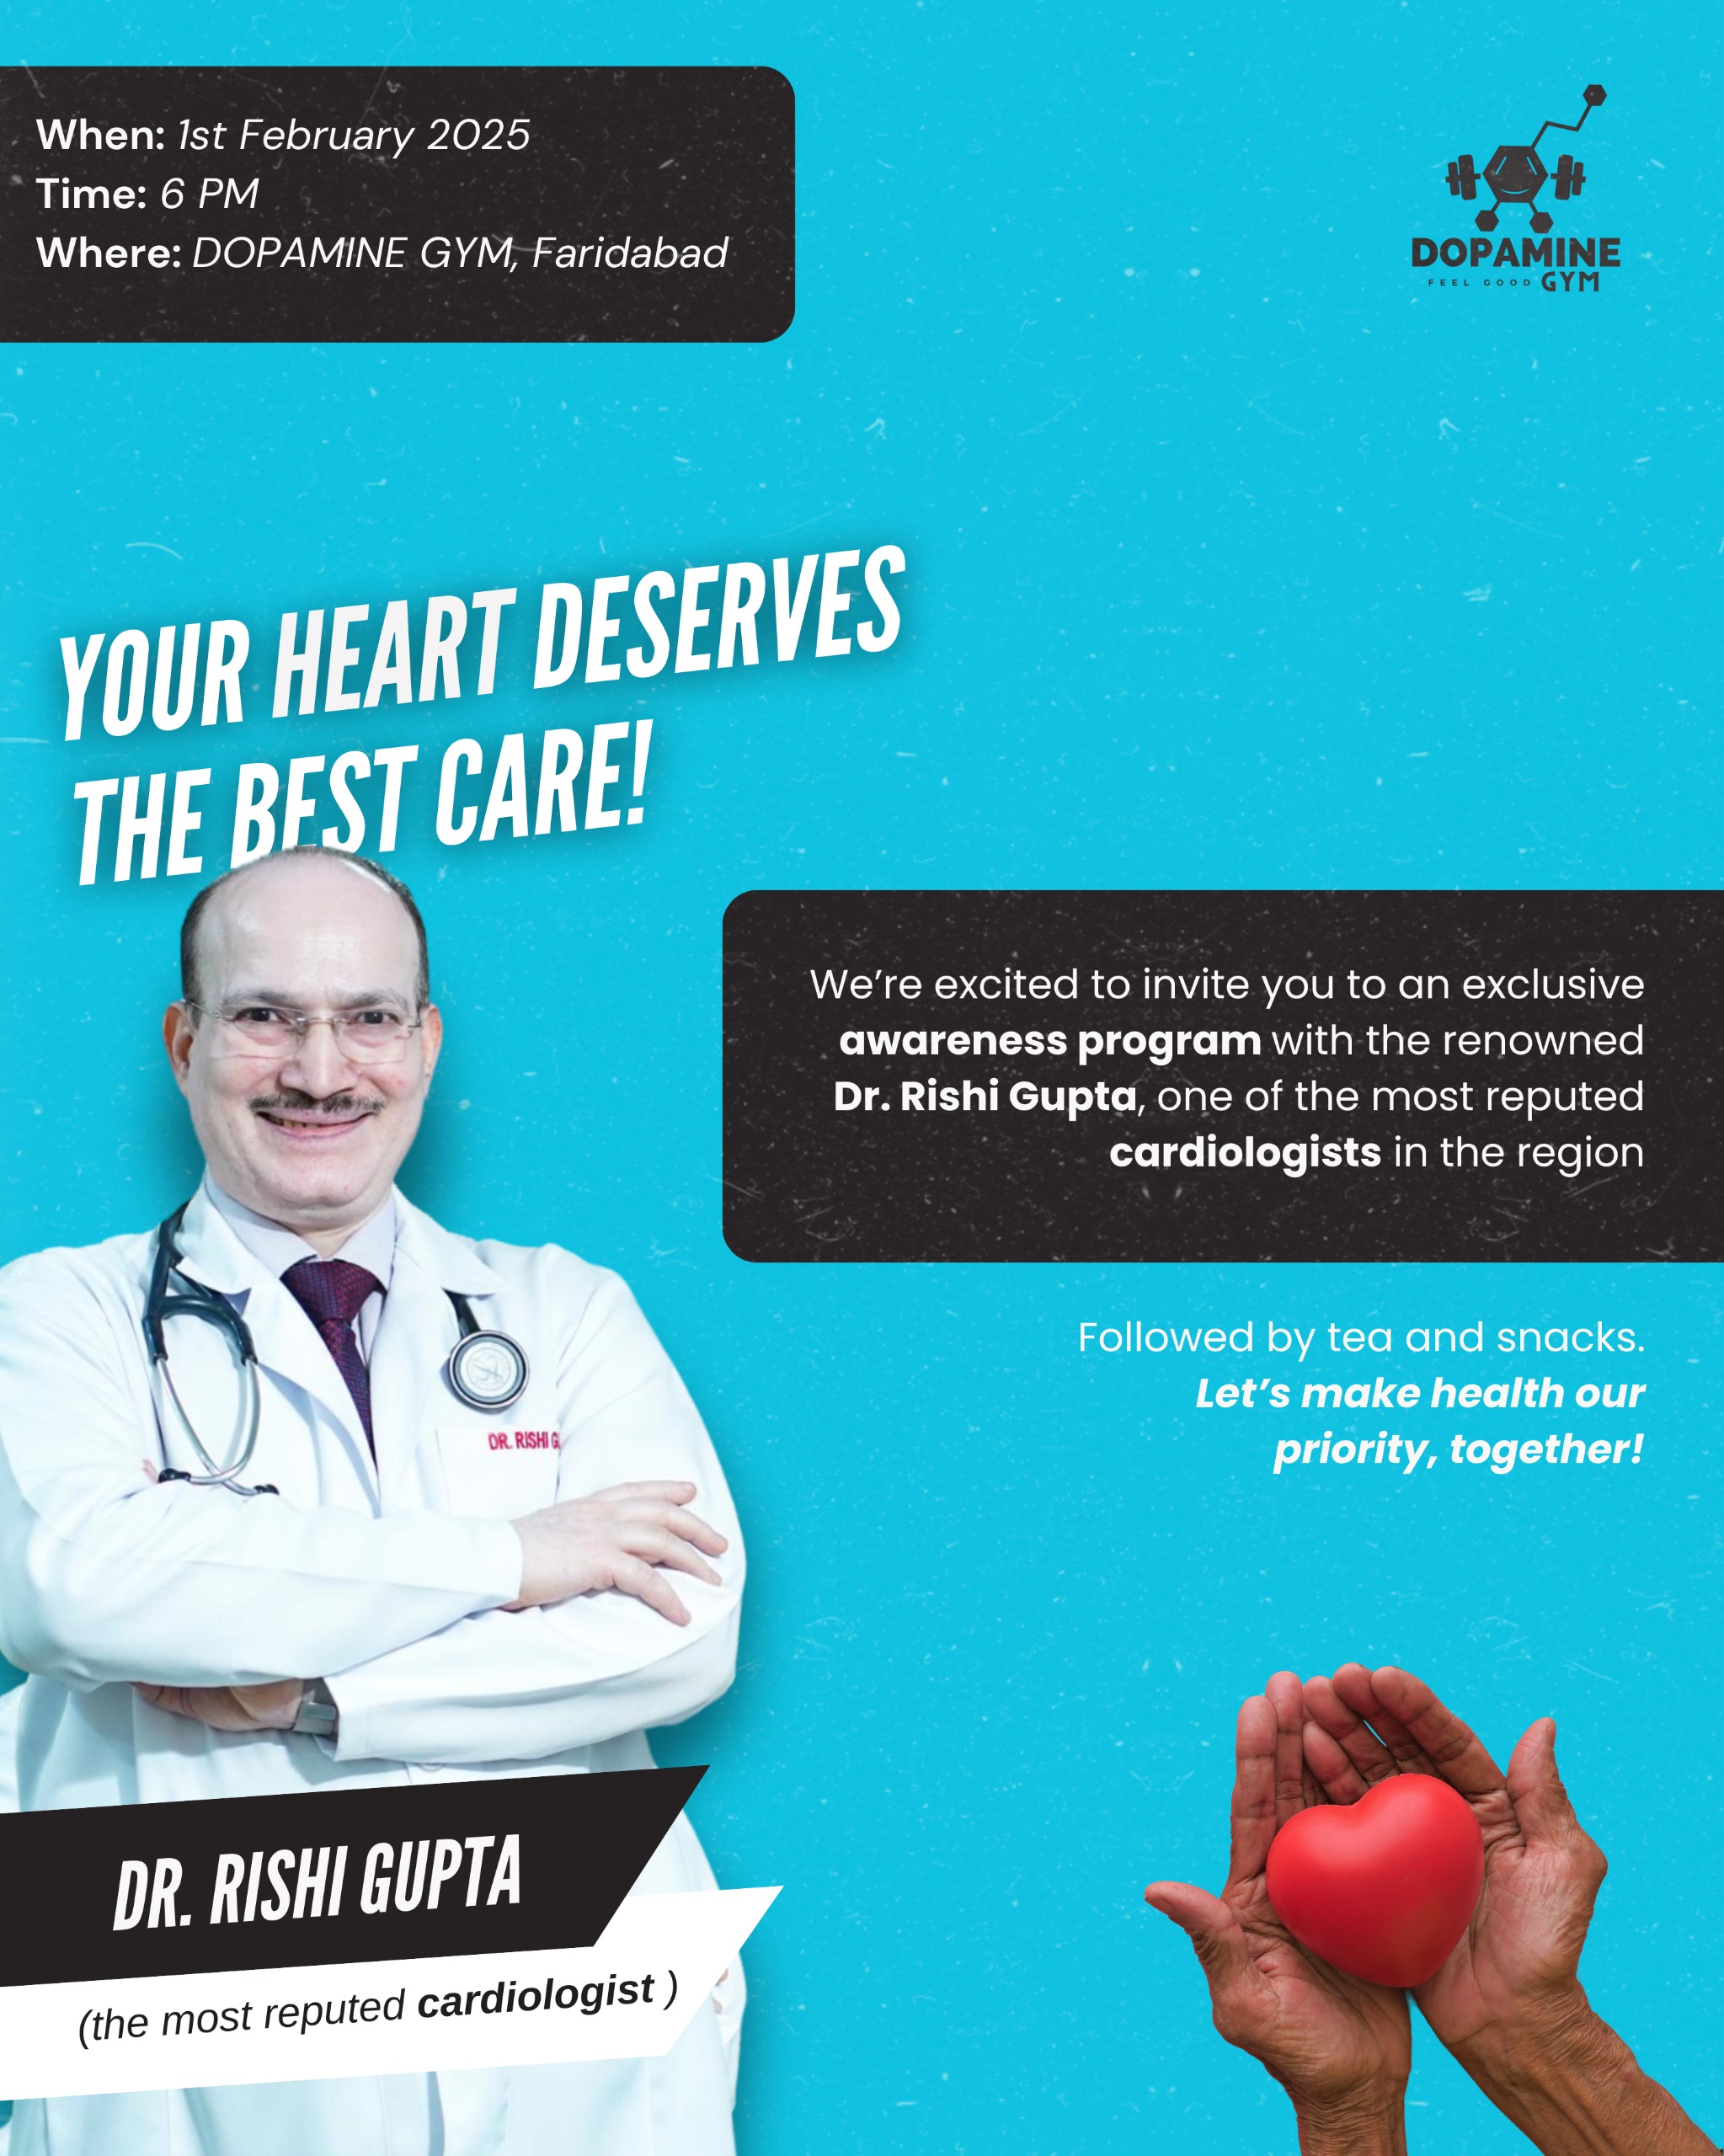 When: 1st February 2025
Time: 6 PM
Where: DOPAMINE GYM, Faridabad
DOPAMINE
FEEL GOOD GYM
YOUR HEART DESERVES
THE BEST CARE!
We’re excited to invite you to an exclusive
awareness program with the renowned
Dr. Rishi Gupta, one of the most reputed
cardiologists in the region
Followed by tea and snacks.
Let’s make health our
priority, together!
DR. RISHI G
DR. RISHI GUPTA
(the most reputed cardiologist )